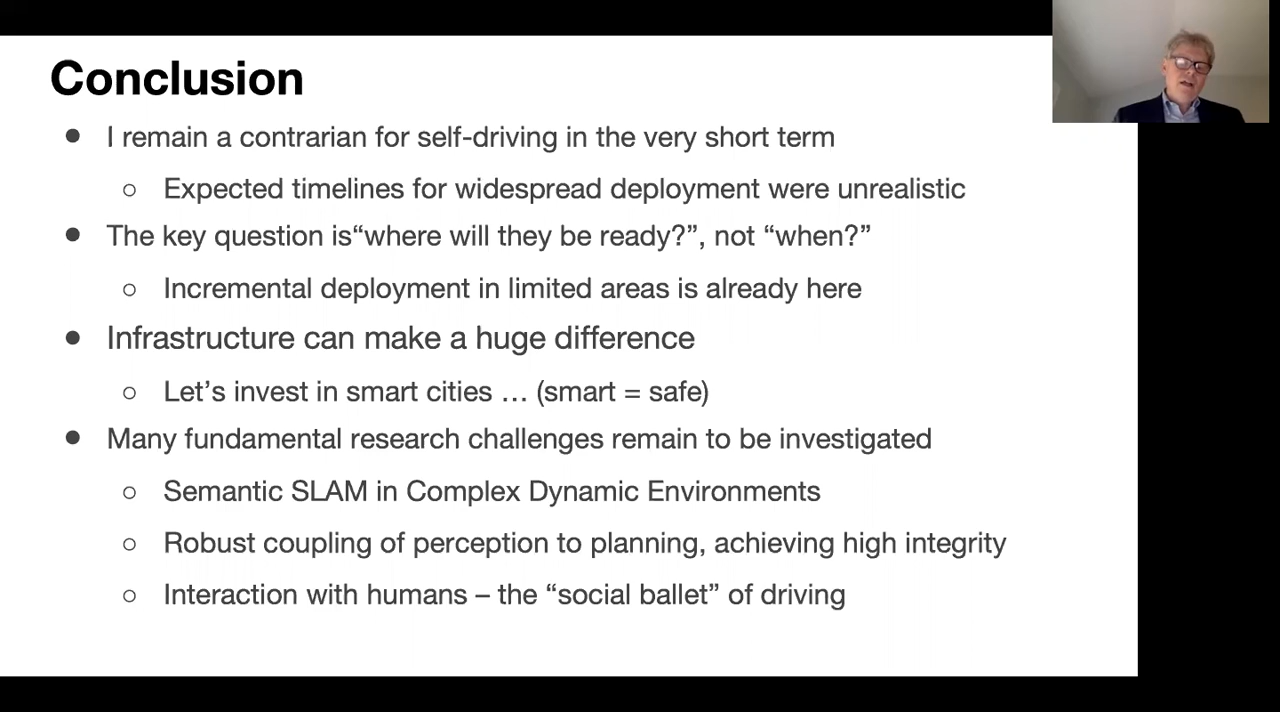 Conclusion
I remain a contrarian for self-driving in the very short term
Expected timelines for widespread deployment were unrealistic
The key question is“where will they be ready?”, not “when?”
Incremental deployment in limited areas is already here
Infrastructure can make a huge difference
Let’s invest in smart cities … (smart = safe)
Many fundamental research challenges remain to be investigated
Semantic SLAM in Complex Dynamic Environments
Robust coupling of perception to planning, achieving high integrity
Interaction with humans – the “social ballet” of driving